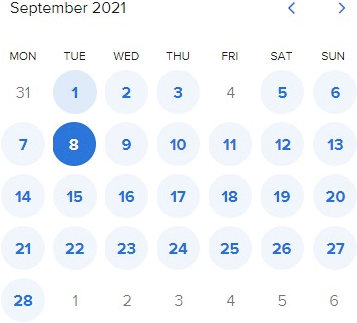 September 2021
MON TUE WED THU FRI SAT SUN
31 1 2 3 4 5 6
7 8 9 10 11 12 13
14 15 16 17 18 19 20
21 22 23 24 25 26 27
28 1 2 3 4 5 6